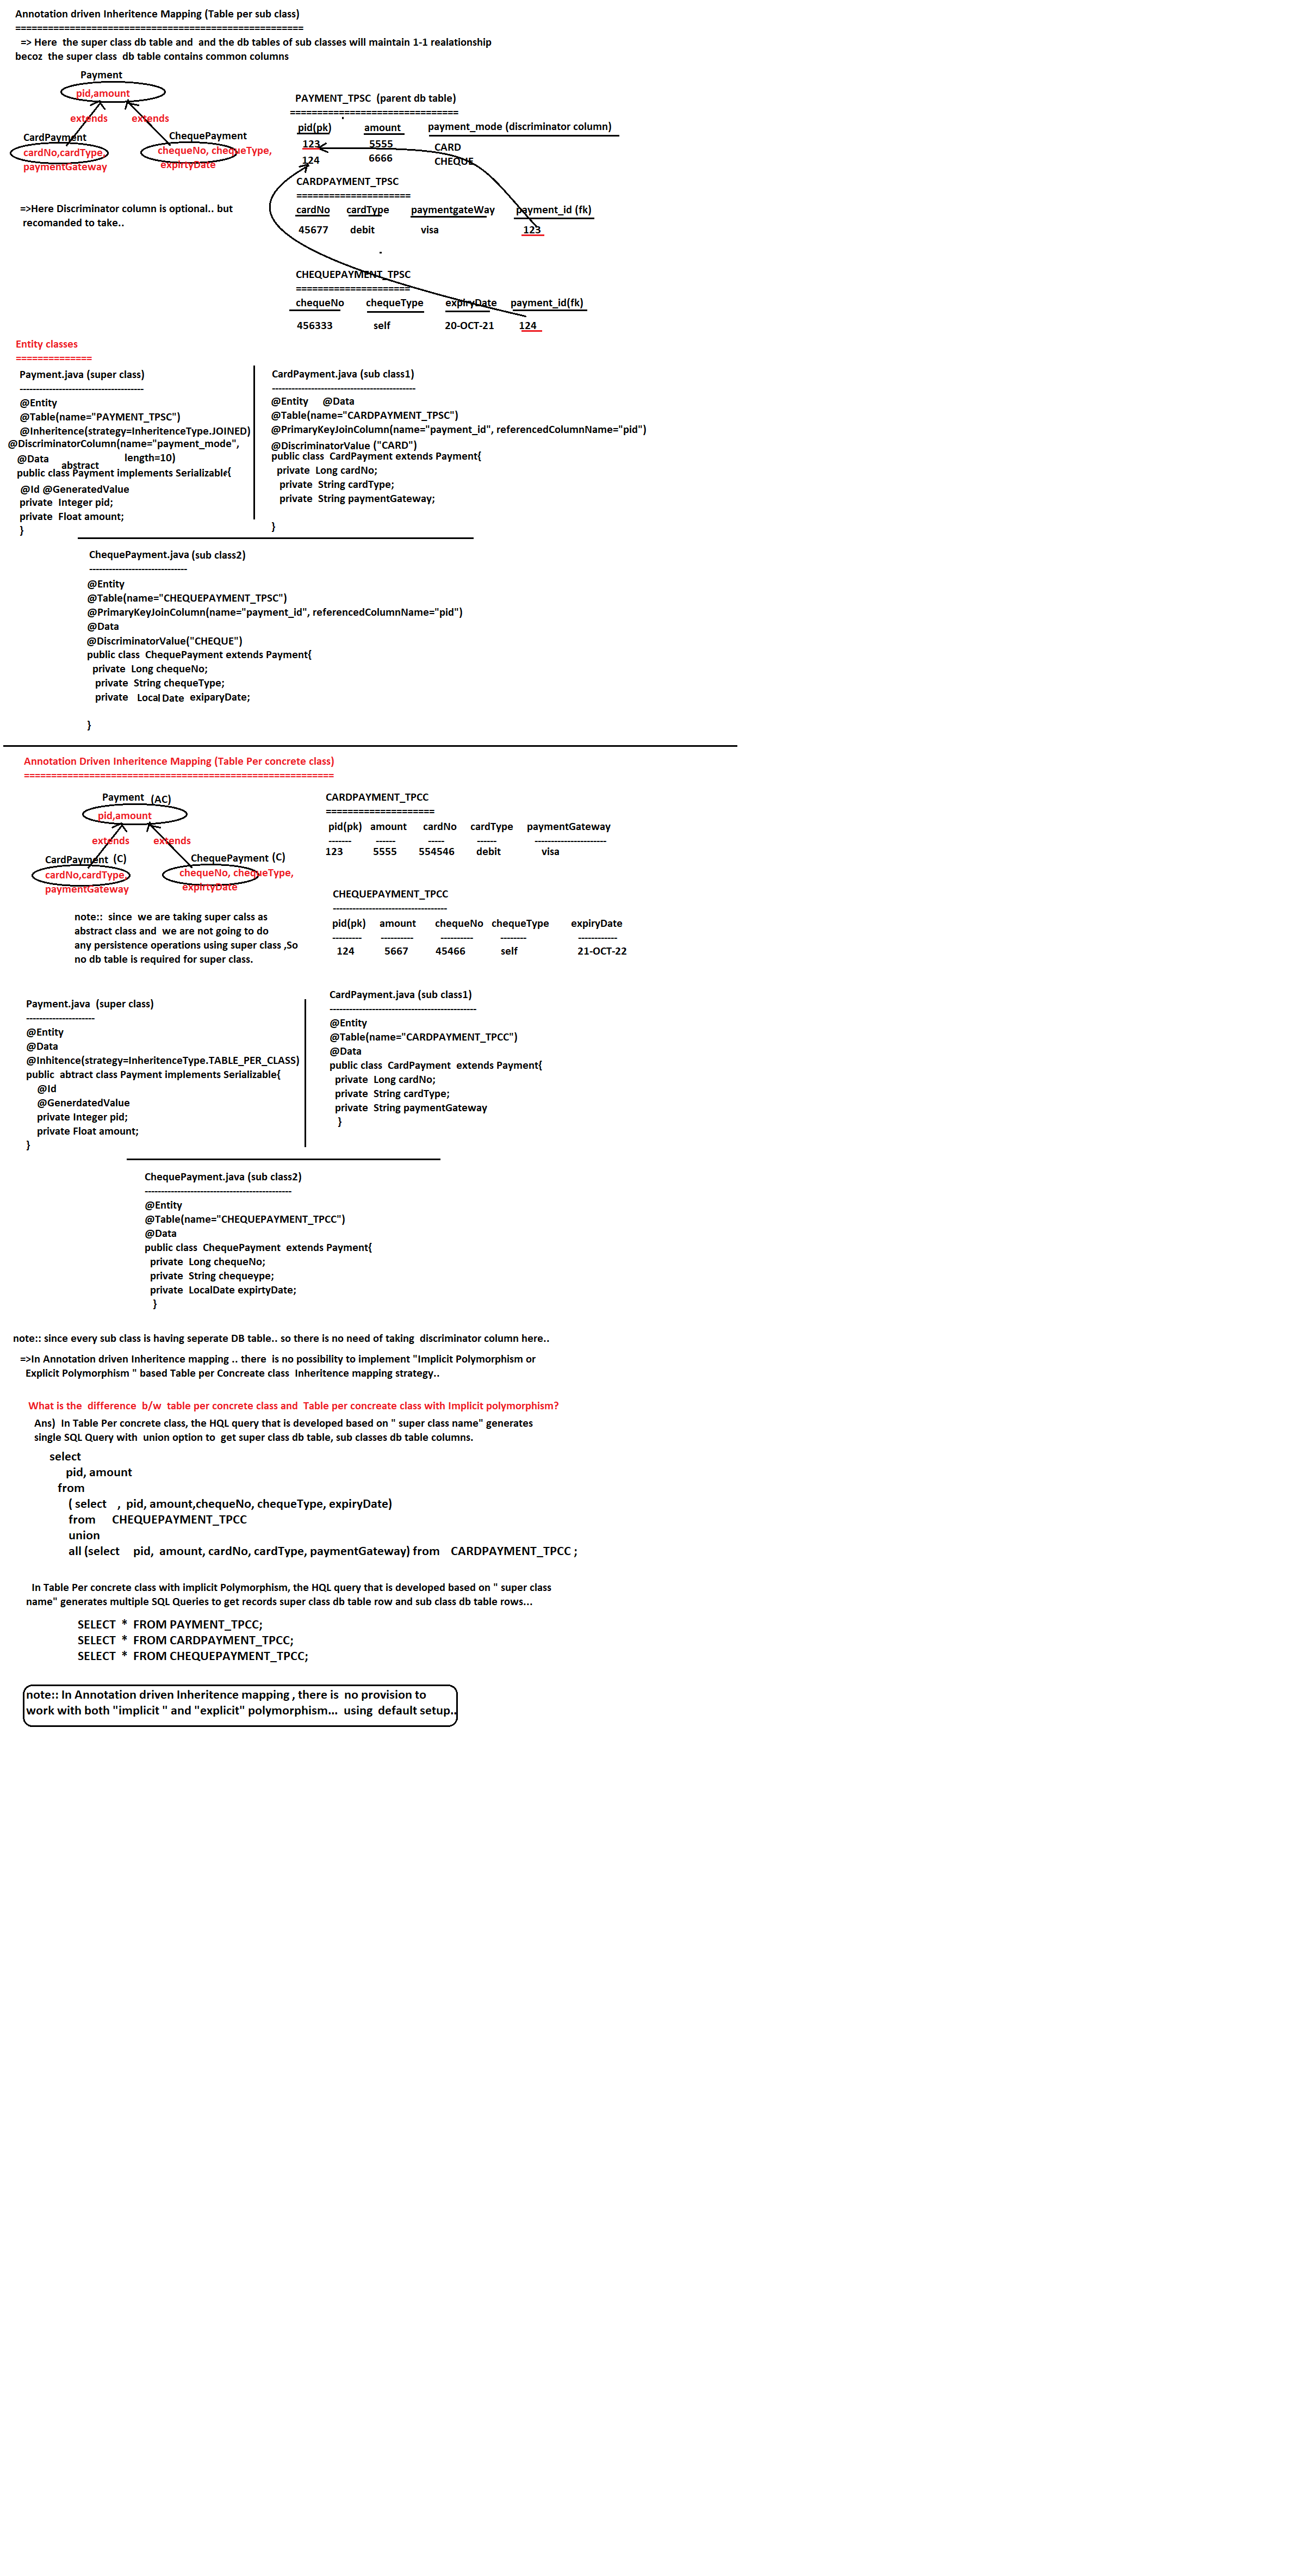 Annotation driven Inheritence Mapping (Table per sub class)
=====================================================
=> Here the super class db table and and the db tables of sub classes will maintain 1-1 realationship
becoz the super class db table contains common columns
Payment
pid,amount
extends extends
CardPayment
cardNo,cardType,
paymentGateway
ChequePayment
chequeNo, chequeType,
expirtyDate
=>Here Discriminator column is optional.. but
recomanded to take..
PAYMENT_TPSC (parent db table)
===============================
pid(pk) amount payment_mode (discriminator column)
123 5555 CARD
124 6666 CHEQUE
CARDPAYMENT_TPSC
=====================
cardNo cardType paymentgateWay payment_id (fk)
45677 debit visa 123
CHEQUEPAYMENT_TPSC
=====================
chequeNo chequeType expiryDate payment_id(fk)
456333 self 20-OCT-21 124
Entity classes
==============
Payment.java (super class)
--------------------------------------
@Entity
@Table(name="PAYMENT_TPSC")
@Inheritence(strategy=InheritenceType.JOINED)
@DiscriminatorColumn(name="payment_mode",
length=10)
@Data
abstract
public class Payment implements Serializable{
@Id @GeneratedValue
private Integer pid;
private Float amount;
}
CardPayment.java (sub class1)
--------------------------------------------
@Entity @Data
@Table(name="CARDPAYMENT_TPSC")
@PrimaryKeyJoinColumn(name="payment_id", referencedColumnName="pid")
@DiscriminatorValue ("CARD")
public class CardPayment extends Payment{
private Long cardNo;
private String cardType;
private String paymentGateway;
}
ChequePayment.java (sub class2)
------------------------------
@Entity
@Table(name="CHEQUEPAYMENT_TPSC")
@PrimaryKeyJoinColumn(name="payment_id", referencedColumnName="pid")
@Data
@DiscriminatorValue("CHEQUE")
public class ChequePayment extends Payment{
private Long chequeNo;
private String chequeType;
private Local Date exiparyDate;
}
Annotation Driven Inheritence Mapping (Table Per concrete class)
=========================================================
Payment (AC)
pid,amount
extends extends
CardPayment (C)
cardNo,cardType,
paymentGateway
ChequePayment (C)
chequeNo, chequeType,
expirtyDate
note:: since we are taking super calss as
abstract class and we are not going to do
any persistence operations using super class ,So
no db table is required for super class.
CARDPAYMENT_TPCC
====================
pid(pk) amount cardNo cardType paymentGateway
------- ------ ----- ------ ----------------------
123 5555 554546 debit visa
CHEQUEPAYMENT_TPCC
-----------------------------------
pid(pk) amount chequeNo chequeType expiryDate
--------- ---------- ---------- -------- ------------
124 5667 45466 self 21-OCT-22
Payment.java (super class)
---------------------
@Entity
@Data
@Inhitence(strategy=InheritenceType.TABLE_PER_CLASS)
public abtract class Payment implements Serializable{
@Id
@GenerdatedValue
private Integer pid;
private Float amount;
}
CardPayment.java (sub class1)
---------------------------------------------
@Entity
@Table(name="CARDPAYMENT_TPCC")
@Data
public class CardPayment extends Payment{
private Long cardNo;
private String cardType;
private String paymentGateway
}
ChequePayment.java (sub class2)
---------------------------------------------
@Entity
@Table(name="CHEQUEPAYMENT_TPCC")
@Data
public class ChequePayment extends Payment{
private Long chequeNo;
private String chequeype;
private LocalDate expirtyDate;
}
note:: since every sub class is having seperate DB table.. so there is no need of taking discriminator column here..
=>In Annotation driven Inheritence mapping .. there is no possibility to implement "Implicit Polymorphism or
Explicit Polymorphism " based Table per Concreate class Inheritence mapping strategy..
What is the difference b/w table per concrete class and Table per concreate class with Implicit polymorphism?
Ans) In Table Per concrete class, the HQL query that is developed based on " super class name" generates
single SQL Query with union option to get super class db table, sub classes db table columns.
select
pid, amount
from
( select , pid, amount,chequeNo, chequeType, expiryDate)
from CHEQUEPAYMENT_TPCC
union
all (select pid, amount, cardNo, cardType, paymentGateway) from CARDPAYMENT_TPCC ;
In Table Per concrete class with implicit Polymorphism, the HQL query that is developed based on " super class
name" generates multiple SQL Queries to get records super class db table row and sub class db table rows...
SELECT * FROM PAYMENT_TPCC;
SELECT * FROM CARDPAYMENT_TPCC;
SELECT * FROM CHEQUEPAYMENT_TPCC;
note:: In Annotation driven Inheritence mapping , there is no provision to
work with both "implicit " and "explicit" polymorphism... using default setup..